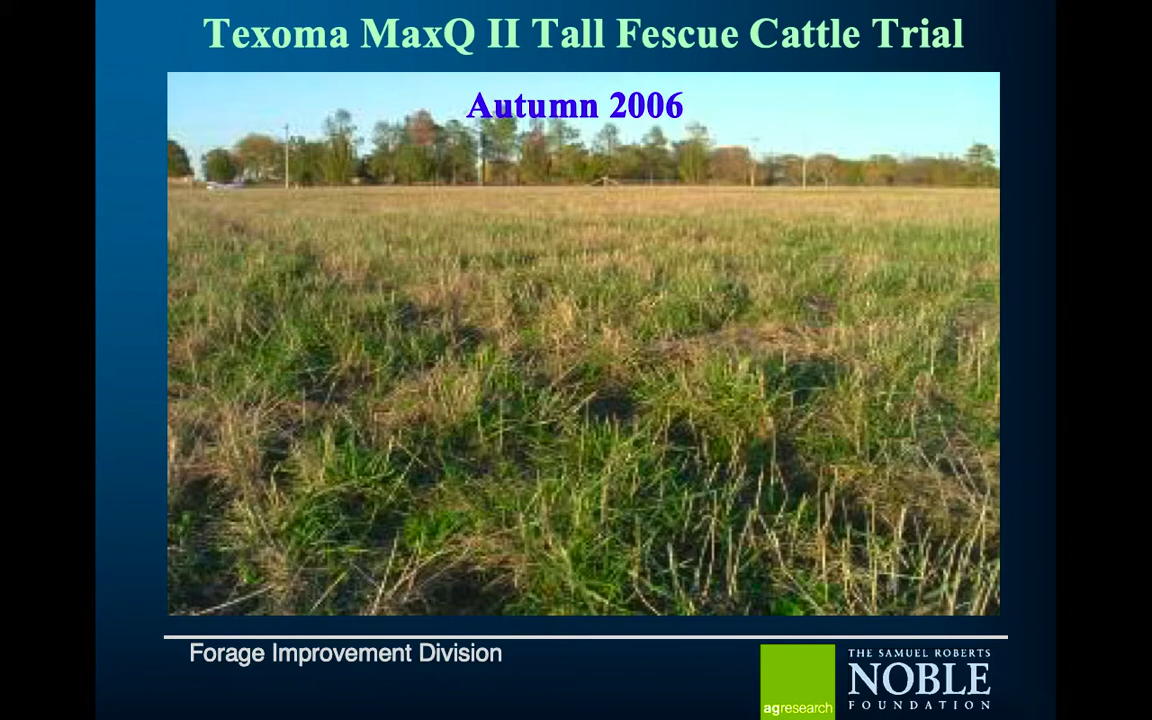 Texoma MaxQ II Tall Fescue Cattle Trial
Autumn 2006
Forage Improvement Division
agresearch
THE SAMUEL ROBERTS
NOBLE
FOUNDATION